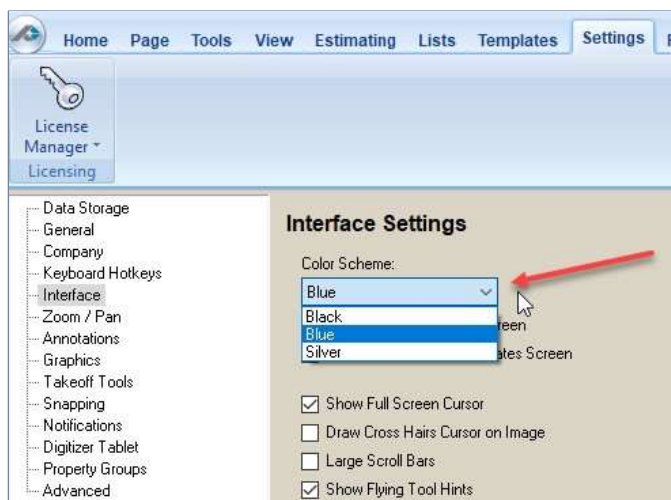 Home Page Tools View Estimating Lists Templates Settings
License
Manager
Licensing
Data Storage
General
Company
Keyboard Hotkeys
Interface
Zoom / Pan
Annotations
Graphics
Takeoff Tools
Snapping
Notifications
Digitizer Tablet
Property Groups
Advanced
Interface Settings
Color Scheme:
Blue
Black
Blue
Silver
Screen
Show Full Screen Cursor
Draw Cross Hairs Cursor on Image
Large Scroll Bars
Show Flying Tool Hints